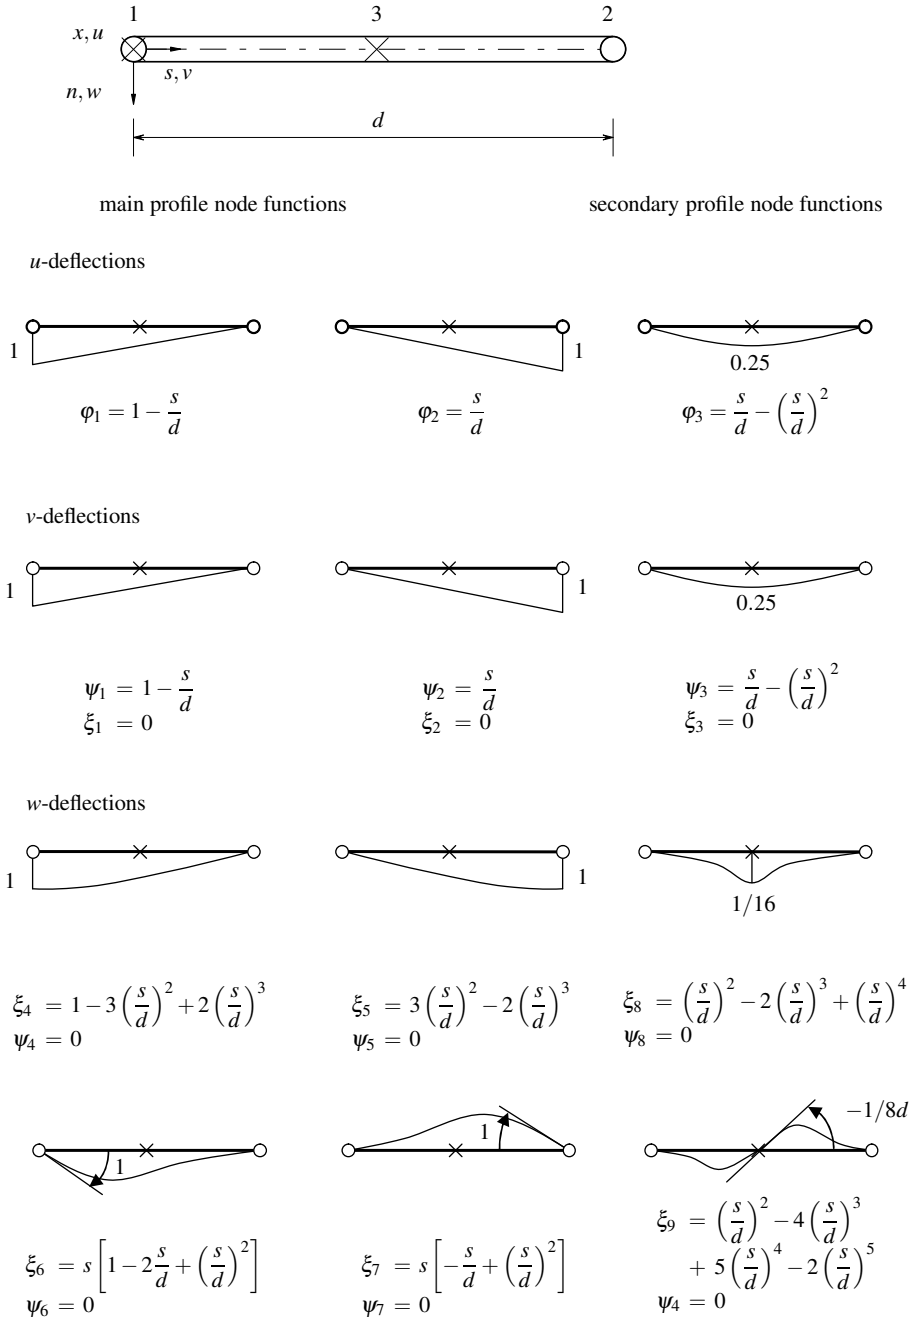 1 3 2
x, u
s, v
n, w
d
main profile node functions secondary profile node functions
u-deflections
1 1 0.25
φ₁ = 1 − s/d φ₂ = s/d φ₃ = s/d − (s/d)²
v-deflections
1 1 0.25
ψ₁ = 1 − s/d ψ₂ = s/d ψ₃ = s/d − (s/d)²
ξ₁ = 0 ξ₂ = 0 ξ₃ = 0
w-deflections
1 1 1/16
ξ₄ = 1 − 3(s/d)² + 2(s/d)³ ξ₅ = 3(s/d)² − 2(s/d)³ ξ₈ = (s/d)² − 2(s/d)³ + (s/d)⁴
ψ₄ = 0 ψ₅ = 0 ψ₈ = 0
1 1 −1/8d
ξ₆ = s[1 − 2s/d + (s/d)²] ξ₇ = s[−s/d + (s/d)²] ξ₉ = (s/d)² − 4(s/d)³
+ 5(s/d)⁴ − 2(s/d)⁵
ψ₆ = 0 ψ₇ = 0 ψ₄ = 0